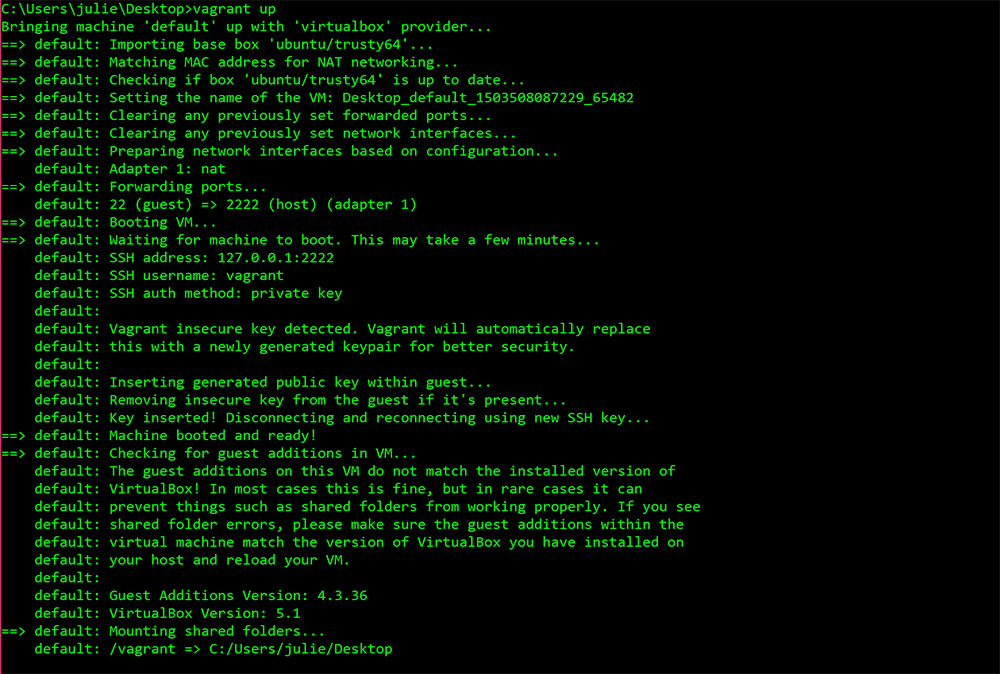 C:\Users\julie\Desktop>vagrant up
Bringing machine 'default' up with 'virtualbox' provider...
==> default: Importing base box 'ubuntu/trusty64'...
==> default: Matching MAC address for NAT networking...
==> default: Checking if box 'ubuntu/trusty64' is up to date...
==> default: Setting the name of the VM: Desktop_default_1503508087229_65482
==> default: Clearing any previously set forwarded ports...
==> default: Clearing any previously set network interfaces...
==> default: Preparing network interfaces based on configuration...
    default: Adapter 1: nat
==> default: Forwarding ports...
    default: 22 (guest) => 2222 (host) (adapter 1)
==> default: Booting VM...
==> default: Waiting for machine to boot. This may take a few minutes...
    default: SSH address: 127.0.0.1:2222
    default: SSH username: vagrant
    default: SSH auth method: private key
    default:
    default: Vagrant insecure key detected. Vagrant will automatically replace
    default: this with a newly generated keypair for better security.
    default:
    default: Inserting generated public key within guest...
    default: Removing insecure key from the guest if it's present...
    default: Key inserted! Disconnecting and reconnecting using new SSH key...
==> default: Machine booted and ready!
==> default: Checking for guest additions in VM...
    default: The guest additions on this VM do not match the installed version of
    default: VirtualBox! In most cases this is fine, but in rare cases it can
    default: prevent things such as shared folders from working properly. If you see
    default: shared folder errors, please make sure the guest additions within the
    default: virtual machine match the version of VirtualBox you have installed on
    default: your host and reload your VM.
    default:
    default: Guest Additions Version: 4.3.36
    default: VirtualBox Version: 5.1
==> default: Mounting shared folders...
    default: /vagrant => C:/Users/julie/Desktop